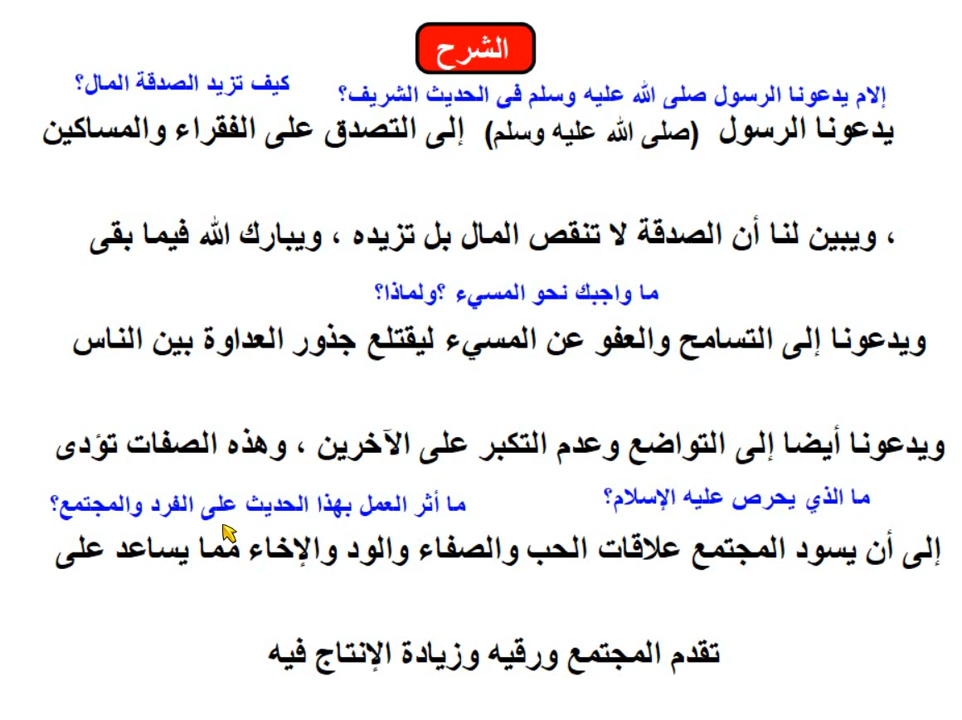 الشرح
إلام يدعونا الرسول صلى الله عليه وسلم فى الحديث الشريف؟ كيف تزيد الصدقة المال؟
يدعونا الرسول (صلى الله عليه وسلم) إلى التصدق على الفقراء والمساكين
، ويبين لنا أن الصدقة لا تنقص المال بل تزيده ، ويبارك الله فيما بقى
ما واجبك نحو المسيء ؟ولماذا؟
ويدعونا إلى التسامح والعفو عن المسيء ليقتلع جذور العداوة بين الناس
ويدعونا أيضا إلى التواضع وعدم التكبر على الآخرين ، وهذه الصفات تؤدى
ما الذي يحرص عليه الإسلام؟ ما أثر العمل بهذا الحديث على الفرد والمجتمع؟
إلى أن يسود المجتمع علاقات الحب والصفاء والود والإخاء مما يساعد على
تقدم المجتمع ورقيه وزيادة الإنتاج فيه